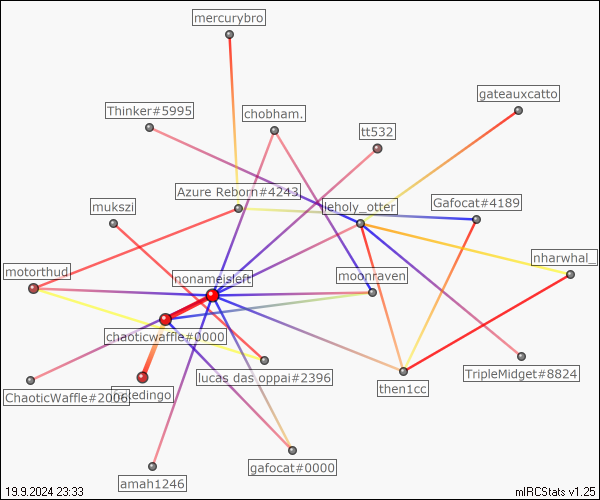 mercurybro
gateauxcatto
Thinker#5995
chobham.
tt532
Azure Reborn#4243
mukszi
leholy_otter
Gafocat#4189
nharwhal_
motorthud
nonameisfert
moonraven
chaoticwaffle#0000
lucas das oppai#2396
then1cc
TripleMidget#8824
ChaoticWaffle#2006
edingo
gafocat#0000
amah1246
19.9.2024 23:33
mIRCStats v1.25